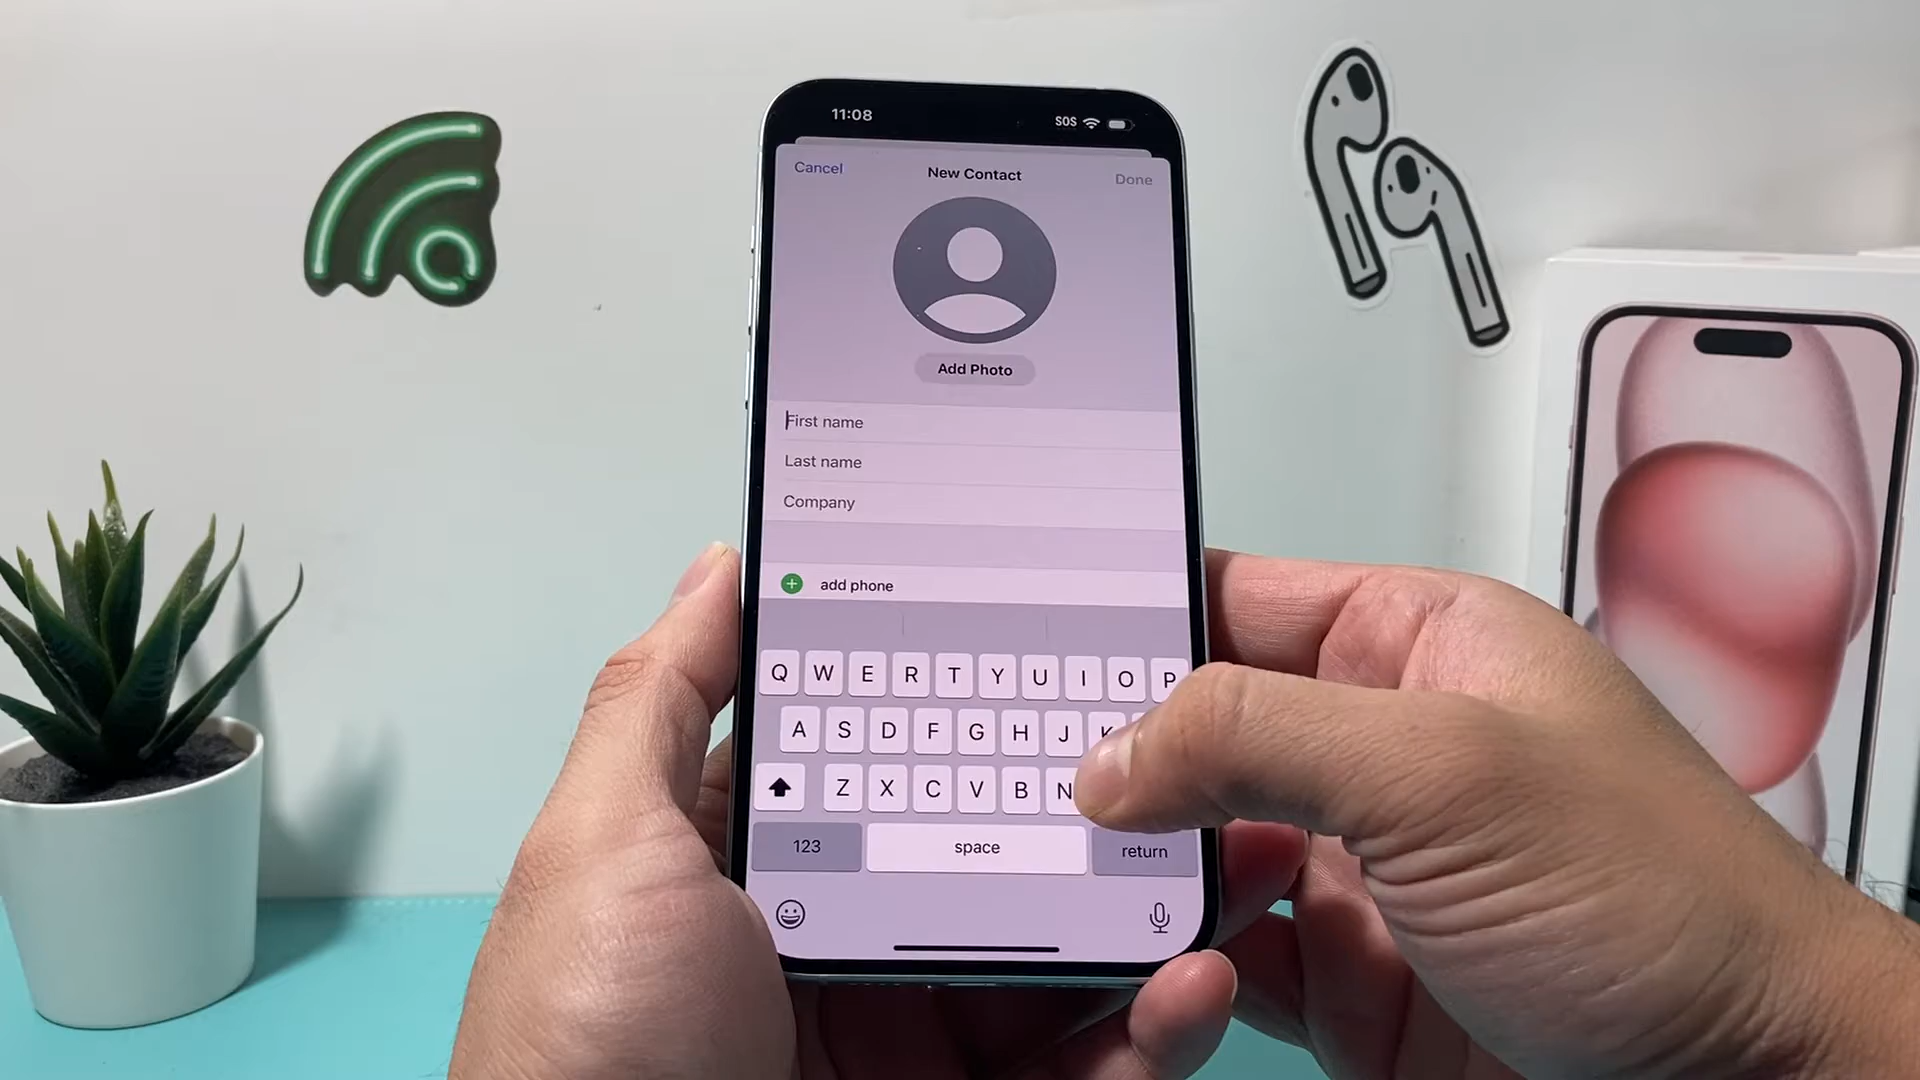 11:08 SOS
Cancel New Contact Done
Add Photo
First name
Last name
Company
add phone
Q W E R T Y U I O P
A S D F G H J K
Z X C V B N
123 space return